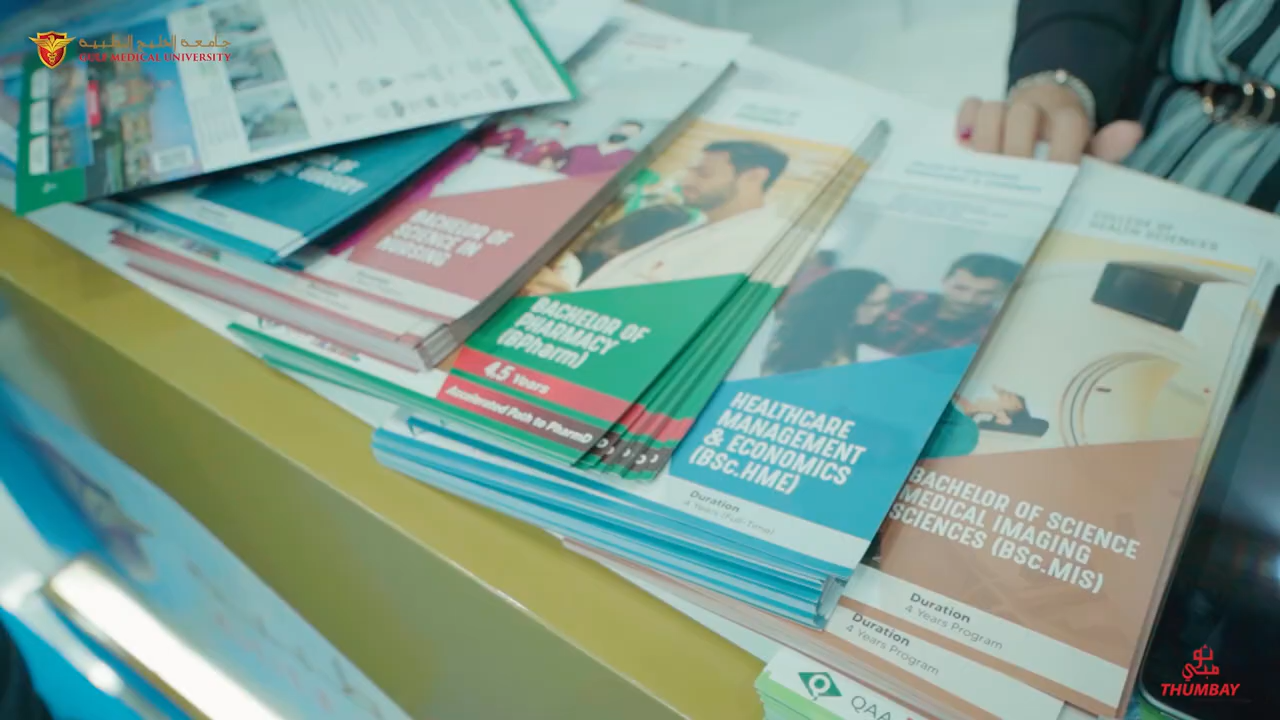 جامعة الخليج الطبية
GULF MEDICAL UNIVERSITY
BACHELOR OF
SCIENCE IN
NURSING
BACHELOR OF
PHARMACY
(BPharm)
4.5 Years
Accelerated Path to PharmD
HEALTHCARE
MANAGEMENT
& ECONOMICS
(BSc.HME)
Duration
4 Years (Full-Time)
COLLEGE OF
HEALTH SCIENCES
BACHELOR OF SCIENCE
MEDICAL IMAGING
SCIENCES (BSc.MIS)
Duration
4 Years Program
Duration
4 Years Program
QAA
نو
مبي
THUMBAY